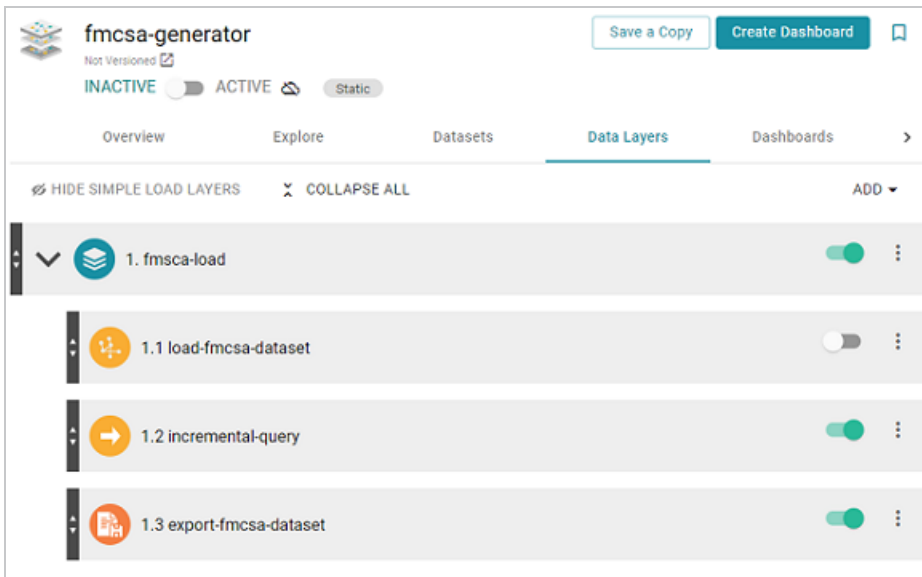 fmcsa-generator
Save a Copy
Create Dashboard
Not Versioned
INACTIVE ACTIVE Static
Overview Explore Datasets Data Layers Dashboards
HIDE SIMPLE LOAD LAYERS COLLAPSE ALL ADD
1. fmsca-load
1.1 load-fmcsa-dataset
1.2 incremental-query
1.3 export-fmcsa-dataset